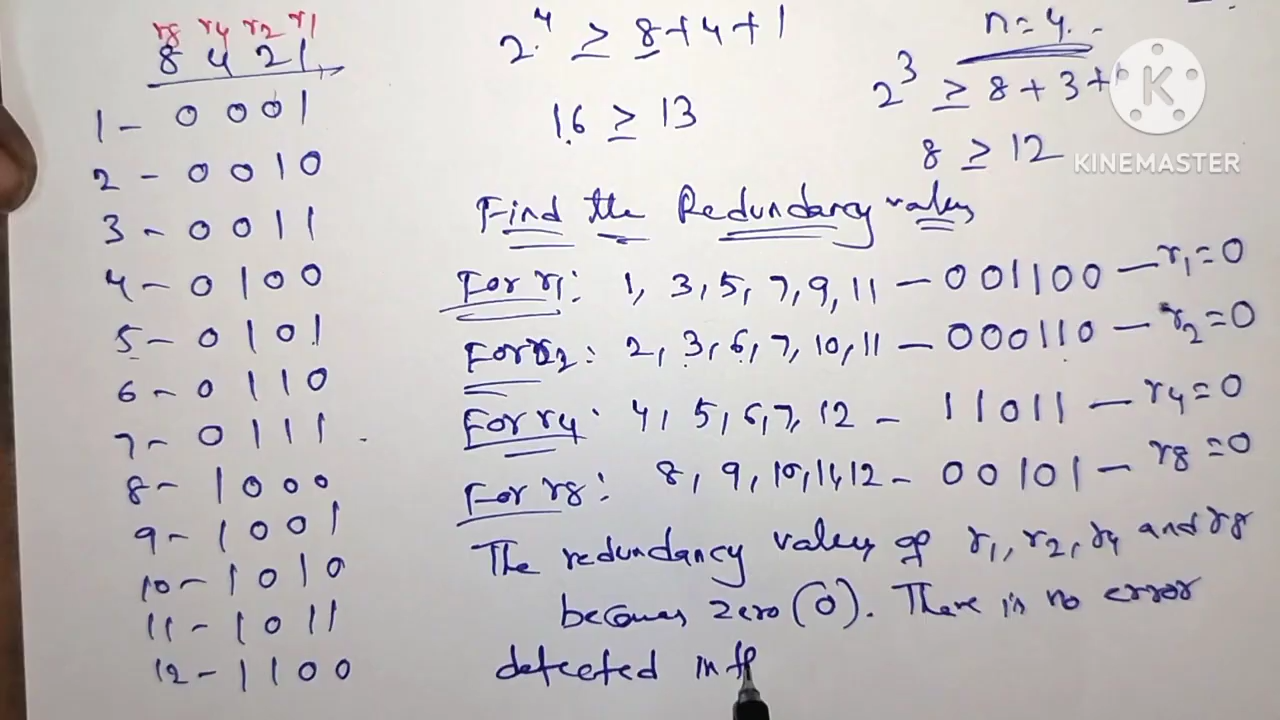 r8 r4 r2 r1
8 4 2 1
1 - 0 0 0 1
2 - 0 0 1 0
3 - 0 0 1 1
4 - 0 1 0 0
5 - 0 1 0 1
6 - 0 1 1 0
7 - 0 1 1 1
8 - 1 0 0 0
9 - 1 0 0 1
10 - 1 0 1 0
11 - 1 0 1 1
12 - 1 1 0 0
2^4 ≥ 8+4+1
16 ≥ 13
n=4
2^3 ≥ 8+3+
8 ≥ 12
K
KINEMASTER
Find the Redundancy values
For r1: 1, 3, 5, 7, 9, 11 - 001100 - r1=0
For r2: 2, 3, 6, 7, 10, 11 - 000110 - r2=0
For r4: 4, 5, 6, 7, 12 - 11011 - r4=0
For r8: 8, 9, 10, 11, 12 - 00101 - r8=0
The redundancy values of r1, r2, r4 and r8
becomes zero (0). There is no error
detected in